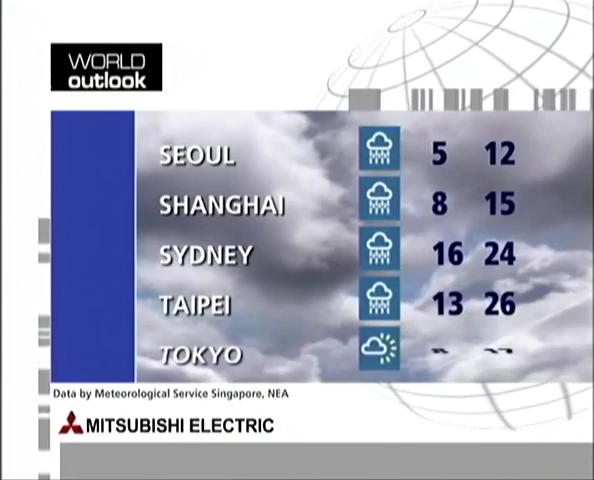 WORLD
outlook
SEOUL 5 12
SHANGHAI 8 15
SYDNEY 16 24
TAIPEI 13 26
TOKYO
Data by Meteorological Service Singapore, NEA
MITSUBISHI ELECTRIC